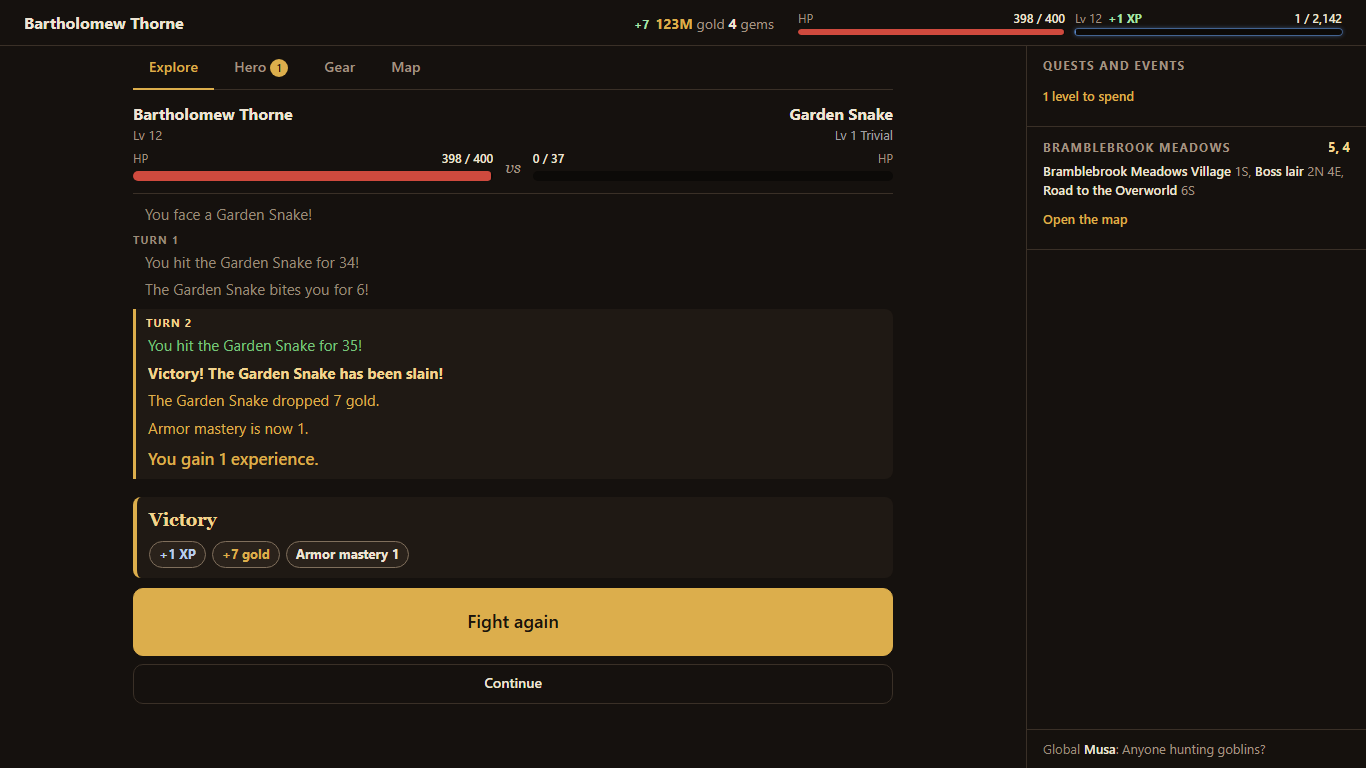 Bartholomew Thorne
+7 123M gold 4 gems
HP 398 / 400
Lv 12 +1 XP 1 / 2,142
Explore Hero 1 Gear Map
Bartholomew Thorne
Lv 12
HP 398 / 400
vs
Garden Snake
Lv 1 Trivial
0 / 37 HP
You face a Garden Snake!
TURN 1
You hit the Garden Snake for 34!
The Garden Snake bites you for 6!
TURN 2
You hit the Garden Snake for 35!
Victory! The Garden Snake has been slain!
The Garden Snake dropped 7 gold.
Armor mastery is now 1.
You gain 1 experience.
Victory
+1 XP +7 gold Armor mastery 1
Fight again
Continue
QUESTS AND EVENTS
1 level to spend
BRAMBLEBROOK MEADOWS 5, 4
Bramblebrook Meadows Village 1S, Boss lair 2N 4E,
Road to the Overworld 6S
Open the map
Global Musa: Anyone hunting goblins?